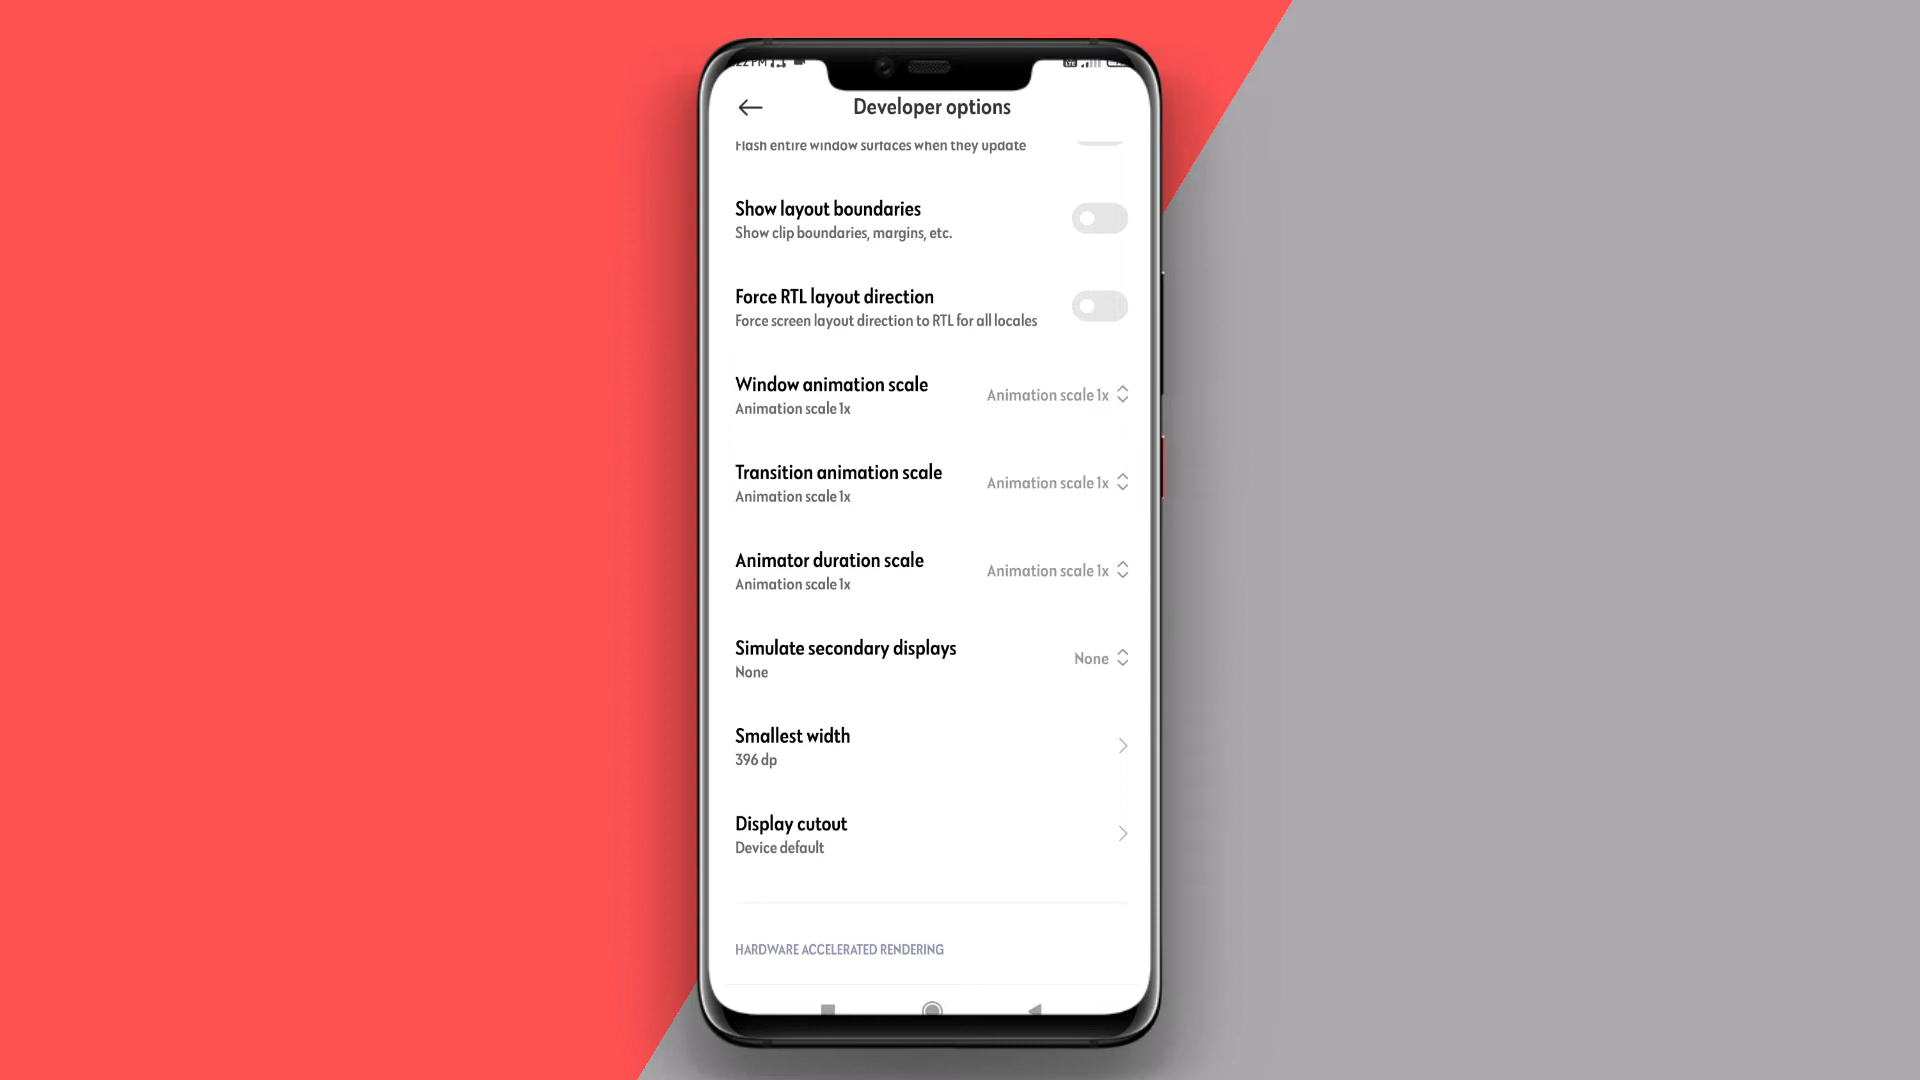 Developer options
Flash entire window surfaces when they update
Show layout boundaries
Show clip boundaries, margins, etc.
Force RTL layout direction
Force screen layout direction to RTL for all locales
Window animation scale
Animation scale 1x
Animation scale 1x
Transition animation scale
Animation scale 1x
Animation scale 1x
Animator duration scale
Animation scale 1x
Animation scale 1x
Simulate secondary displays
None
None
Smallest width
396 dp
Display cutout
Device default
HARDWARE ACCELERATED RENDERING